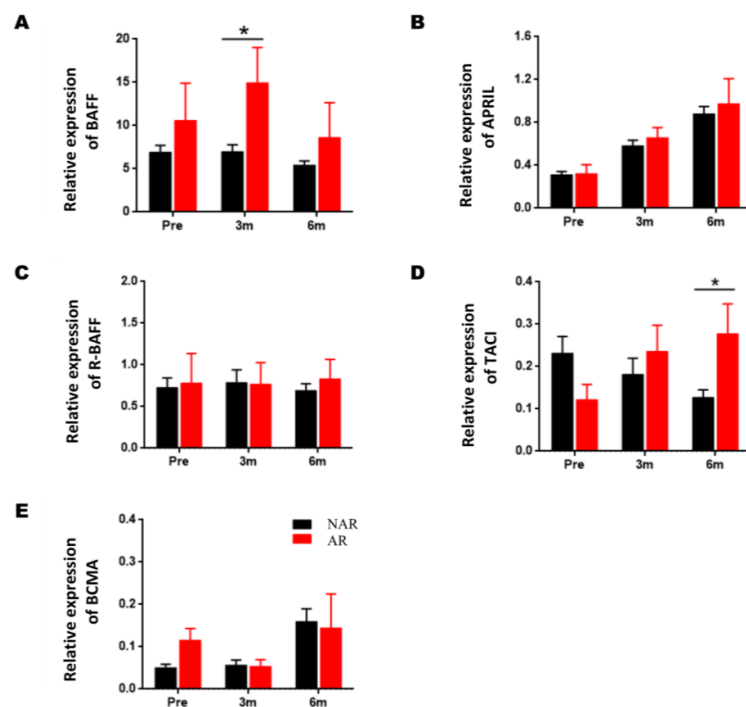 A
Relative expression
of BAFF
20
15
10
5
0
*
Pre 3m 6m
B
Relative expression
of APRIL
1.6
1.2
0.8
0.4
0.0
Pre 3m 6m
C
Relative expression
of R-BAFF
2.0
1.5
1.0
0.5
0.0
Pre 3m 6m
D
Relative expression
of TACI
0.4
0.3
0.2
0.1
0.0
*
Pre 3m 6m
E
Relative expression
of BCMA
0.4
0.3
0.2
0.1
0.0
NAR
AR
Pre 3m 6m